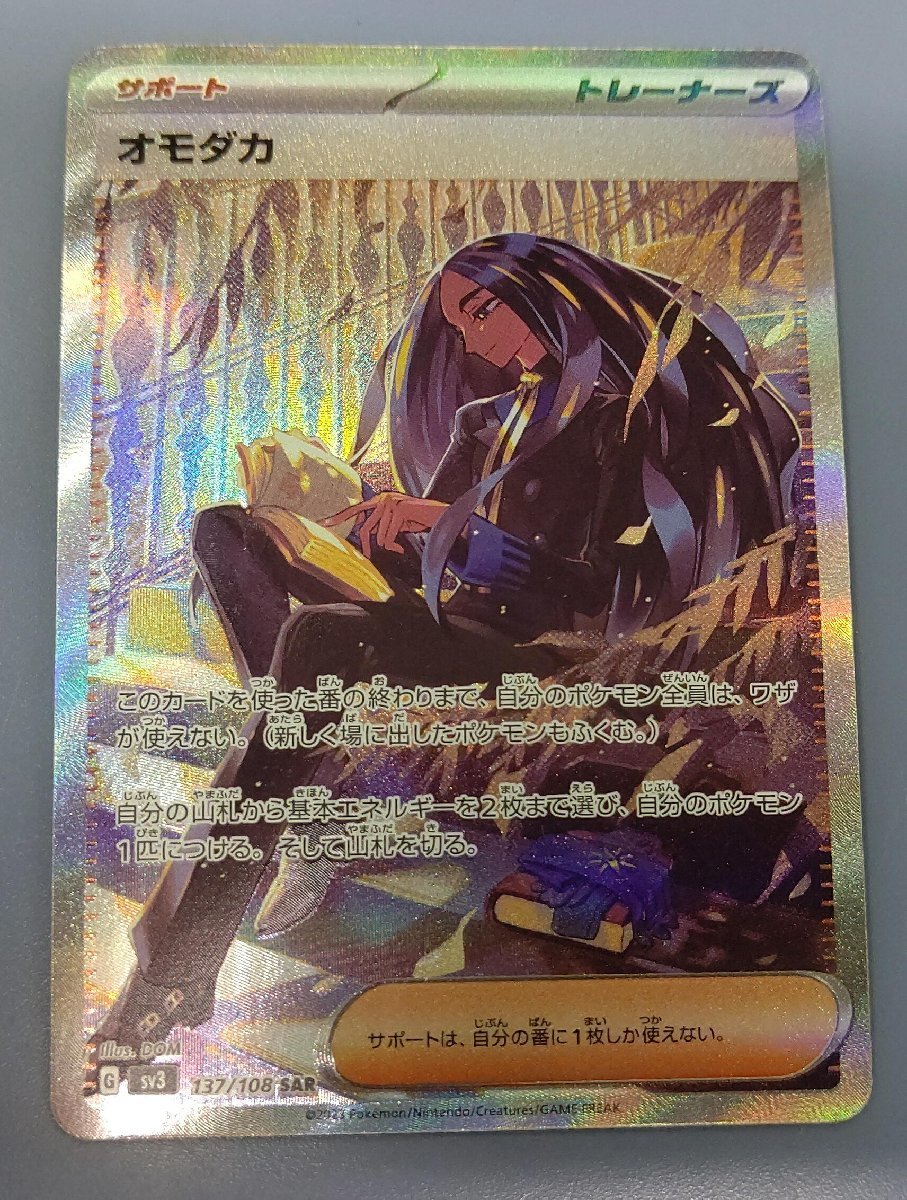 サポート トレーナーズ
オモダカ
このカードを使った番の終わりまで、自分のポケモン全員は、ワザ
が使えない。（新しく場に出したポケモンもふくむ。）
自分の山札から基本エネルギーを2枚まで選び、自分のポケモン
1匹につける。そして山札を切る。
サポートは、自分の番に1枚しか使えない。
Illus. DOM
G SV3 137/108 SAR
©2023 Pokémon/Nintendo/Creatures/GAME FREAK